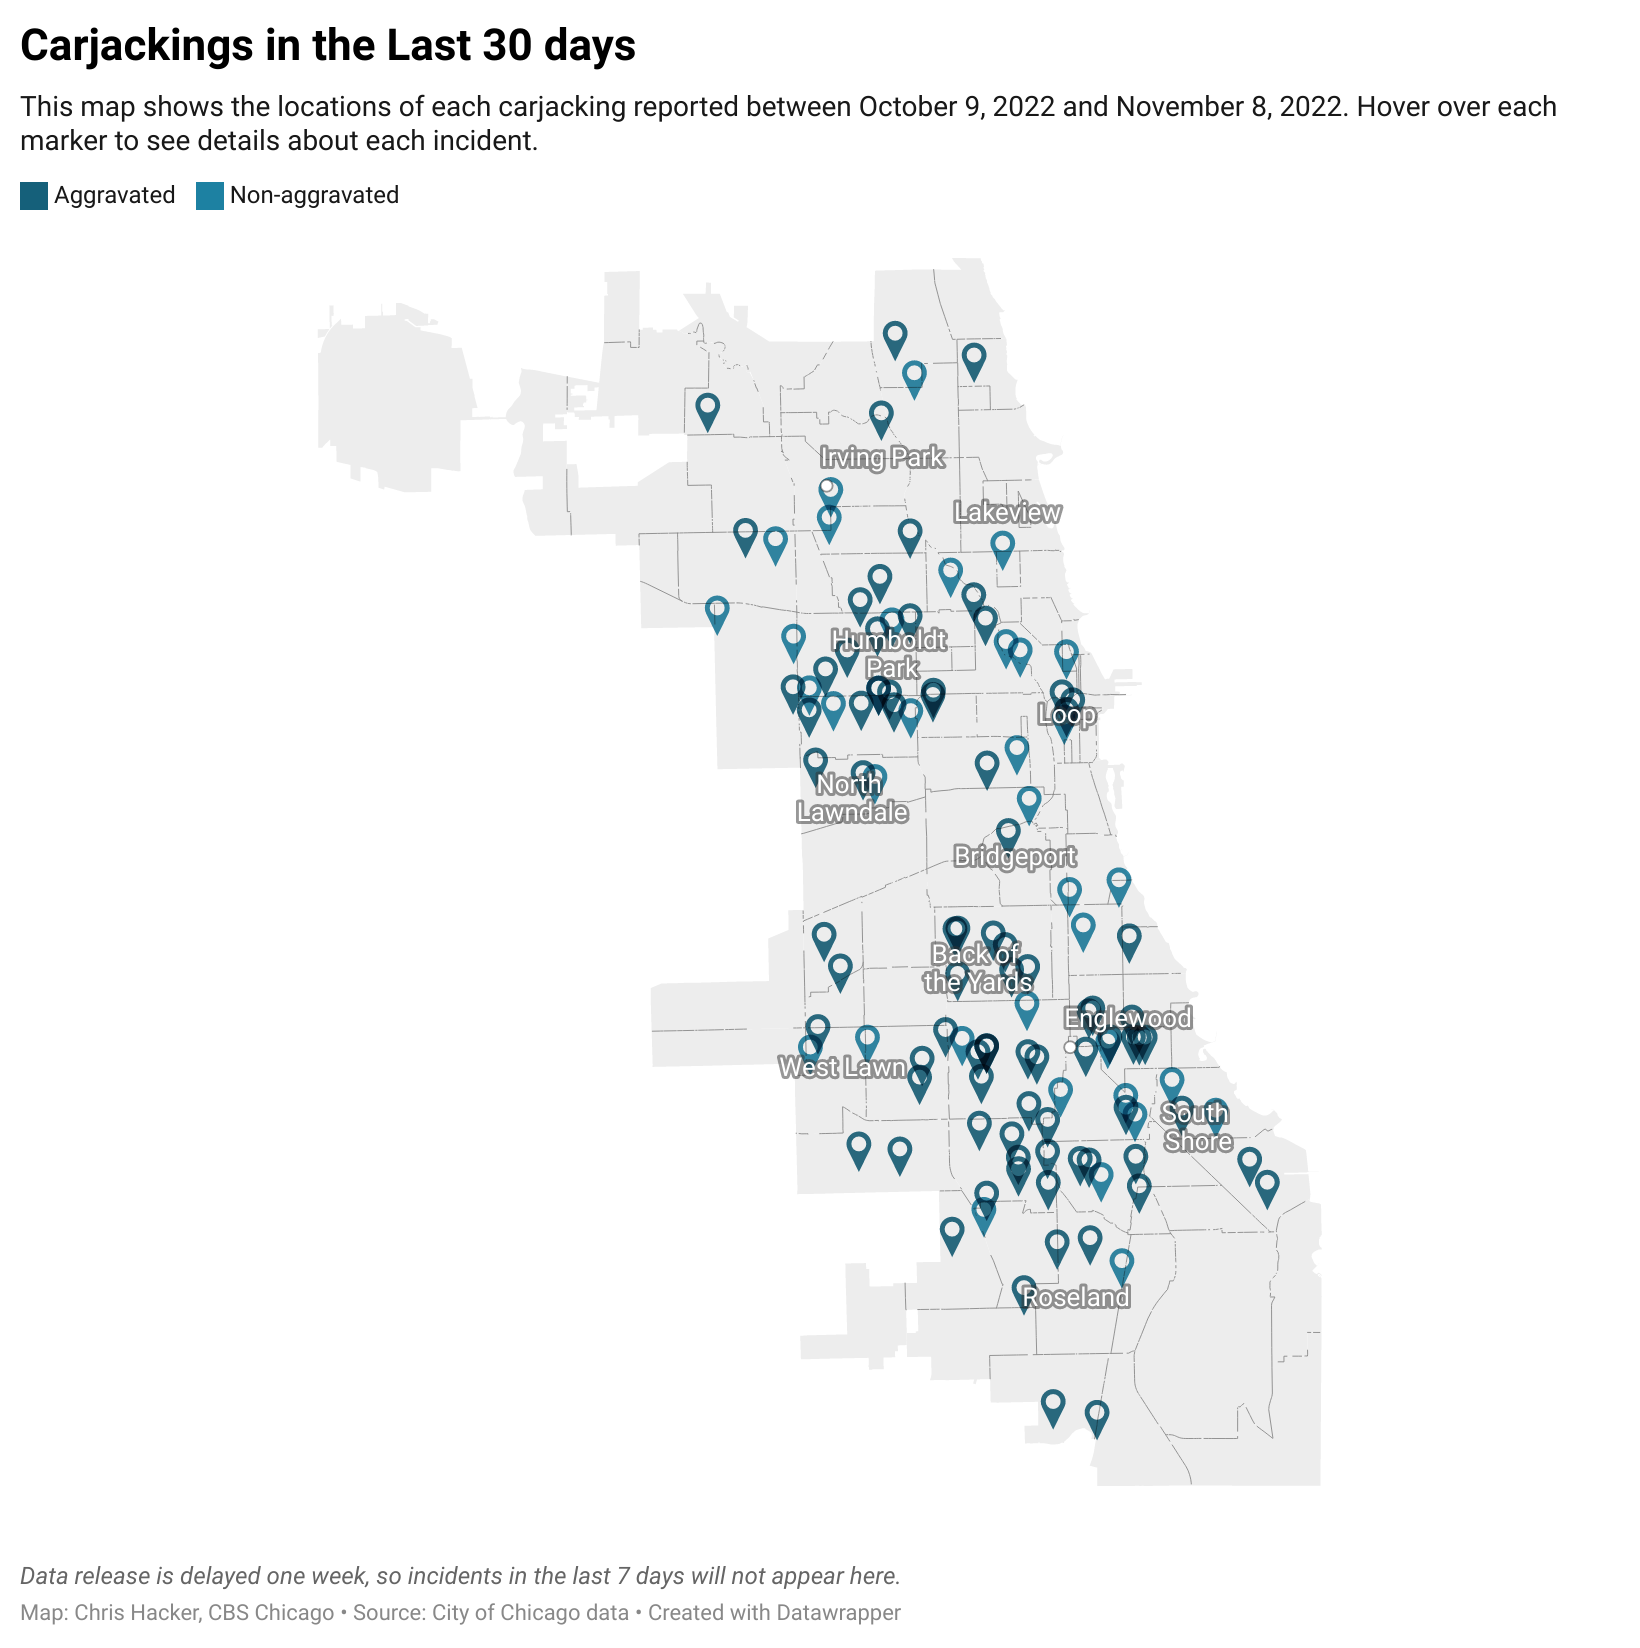 Carjackings in the Last 30 days
This map shows the locations of each carjacking reported between October 9, 2022 and November 8, 2022. Hover over each
marker to see details about each incident.
Aggravated Non-aggravated
Irving Park
Lakeview
Humboldt
Park
Loop
North
Lawndale
Bridgeport
Back of
the Yards
Englewood
West Lawn
South
Shore
Roseland
Data release is delayed one week, so incidents in the last 7 days will not appear here.
Map: Chris Hacker, CBS Chicago • Source: City of Chicago data • Created with Datawrapper